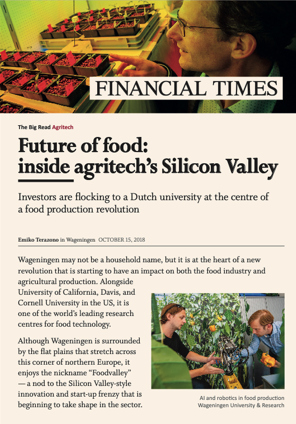 FINANCIAL TIMES
The Big Read Agritech
Future of food:
inside agritech's Silicon Valley
Investors are flocking to a Dutch university at the centre of
a food production revolution
Emiko Terazono in Wageningen OCTOBER 15, 2018
Wageningen may not be a household name, but it is at the heart of a new
revolution that is starting to have an impact on both the food industry and
agricultural production. Alongside
University of California, Davis, and
Cornell University in the US, it is
one of the world's leading research
centres for food technology.
Although Wageningen is surrounded
by the flat plains that stretch across
this corner of northern Europe, it
enjoys the nickname “Foodvalley”
— a nod to the Silicon Valley-style
innovation and start-up frenzy that is
beginning to take shape in the sector.
AI and robotics in food production
Wageningen University & Research